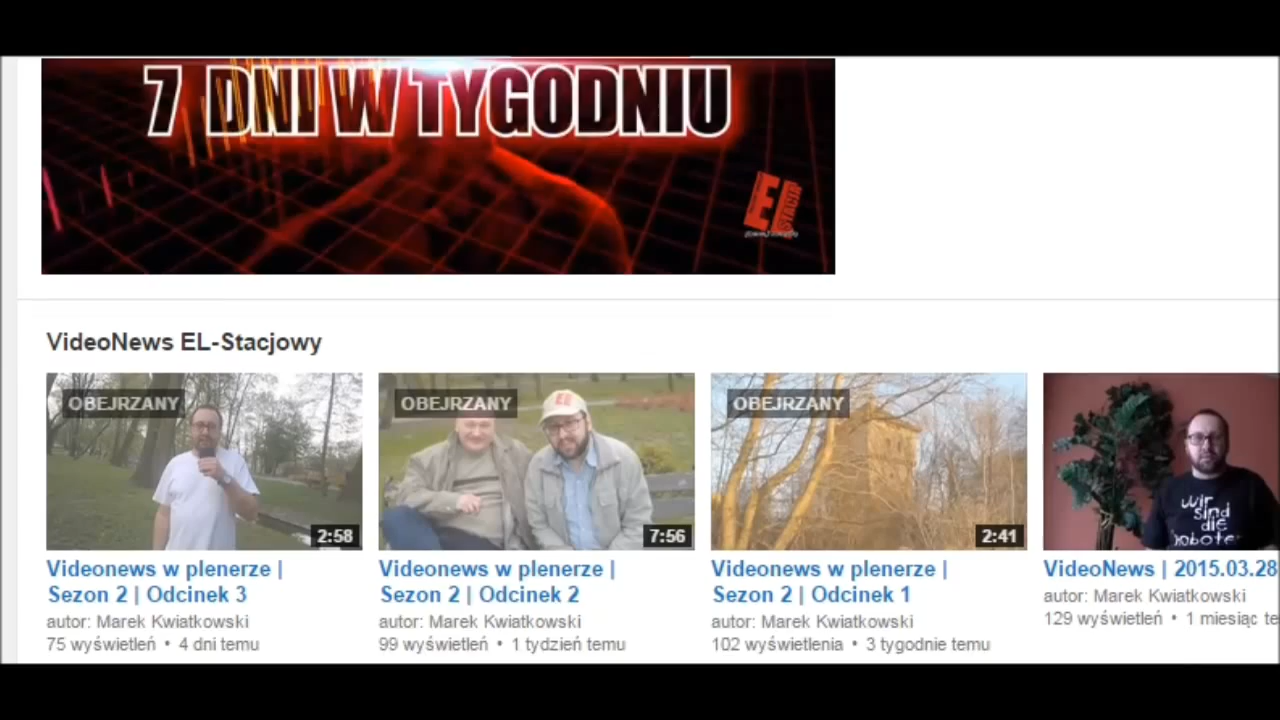 7 DNI W TYGODNIU
EL
STACJA
VideoNews EL-Stacjowy
OBEJRZANY
2:58
Videonews w plenerze |
Sezon 2 | Odcinek 3
autor: Marek Kwiatkowski
75 wyświetleń • 4 dni temu
OBEJRZANY
7:56
Videonews w plenerze |
Sezon 2 | Odcinek 2
autor: Marek Kwiatkowski
99 wyświetleń • 1 tydzień temu
OBEJRZANY
2:41
Videonews w plenerze |
Sezon 2 | Odcinek 1
autor: Marek Kwiatkowski
102 wyświetlenia • 3 tygodnie temu
wir
sind
die
robote
VideoNews | 2015.03.28
autor: Marek Kwiatkowski
129 wyświetleń • 1 miesiąc te